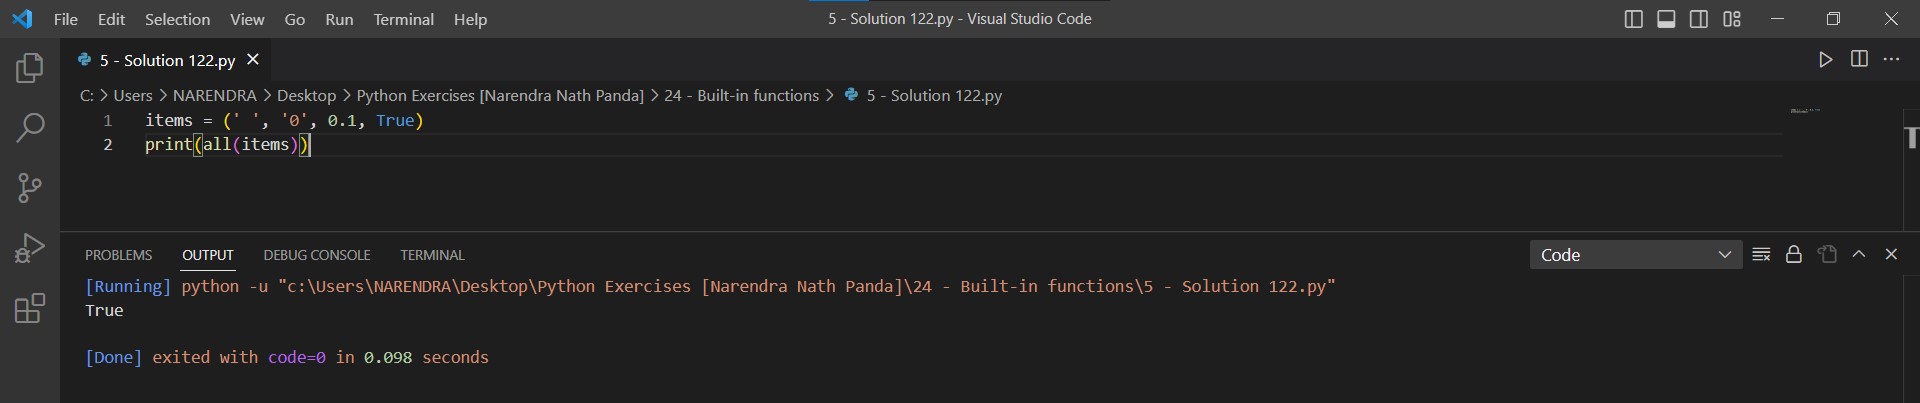 File Edit Selection View Go Run Terminal Help 5 - Solution 122.py - Visual Studio Code
5 - Solution 122.py
C: > Users > NARENDRA > Desktop > Python Exercises [Narendra Nath Panda] > 24 - Built-in functions > 5 - Solution 122.py
1 items = (' ', '0', 0.1, True)
2 print(all(items))
PROBLEMS OUTPUT DEBUG CONSOLE TERMINAL Code
[Running] python -u "c:\Users\NARENDRA\Desktop\Python Exercises [Narendra Nath Panda]\24 - Built-in functions\5 - Solution 122.py"
True
[Done] exited with code=0 in 0.098 seconds